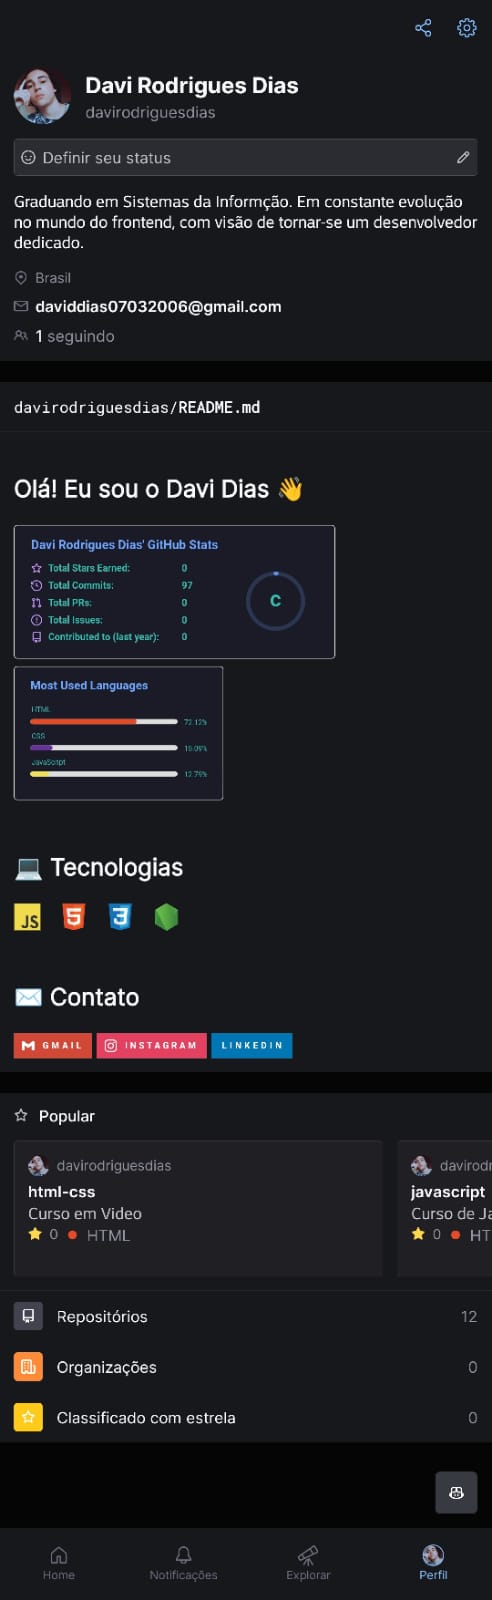 Davi Rodrigues Dias
davirodriguesdias
Definir seu status
Graduando em Sistemas da Informção. Em constante evolução
no mundo do frontend, com visão de tornar-se um desenvolvedor
dedicado.
Brasil
daviddias07032006@gmail.com
1 seguindo
davirodriguesdias/README.md
Olá! Eu sou o Davi Dias 👋
Davi Rodrigues Dias' GitHub Stats
Total Stars Earned: 0
Total Commits: 97
Total PRs: 0
Total Issues: 0
Contributed to (last year): 0
C
Most Used Languages
HTML
72.12%
CSS
15.09%
JavaScript
12.79%
💻 Tecnologias
JS 5 3
✉️ Contato
GMAIL INSTAGRAM LINKEDIN
Popular
davirodriguesdias
html-css
Curso em Video
0 HTML
davirodr
javascript
Curso de Ja
0 HT
Repositórios 12
Organizações 0
Classificado com estrela 0
Home Notificações Explorar Perfil